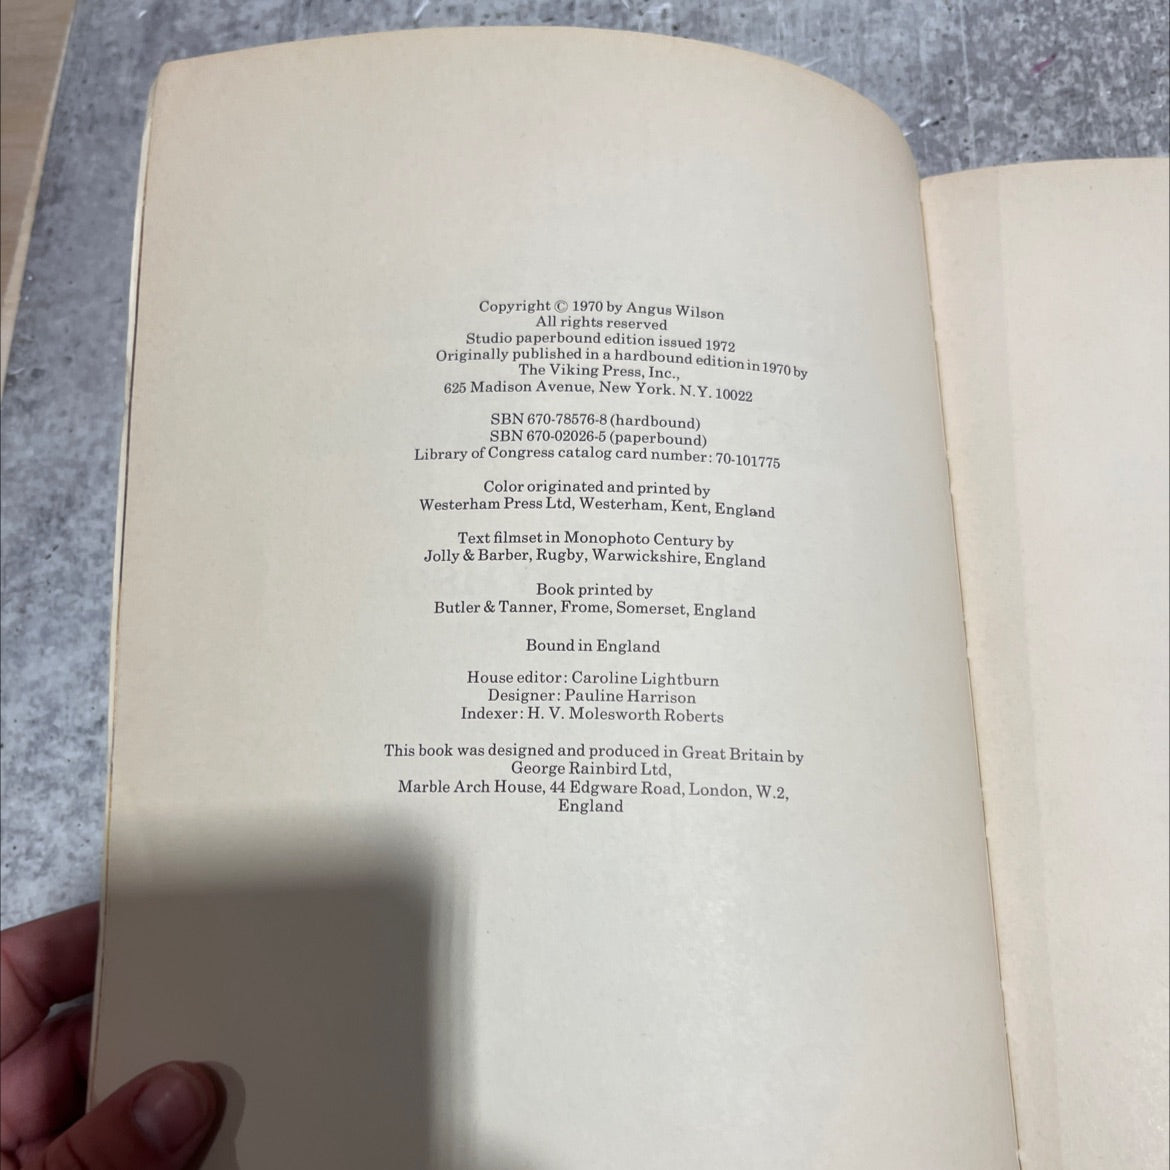 Copyright © 1970 by Angus Wilson
All rights reserved
Studio paperbound edition issued 1972
Originally published in a hardbound edition in 1970 by
The Viking Press, Inc.,
625 Madison Avenue, New York. N.Y. 10022
SBN 670-78576-8 (hardbound)
SBN 670-02026-5 (paperbound)
Library of Congress catalog card number: 70-101775
Color originated and printed by
Westerham Press Ltd, Westerham, Kent, England
Text filmset in Monophoto Century by
Jolly & Barber, Rugby, Warwickshire, England
Book printed by
Butler & Tanner, Frome, Somerset, England
Bound in England
House editor: Caroline Lightburn
Designer: Pauline Harrison
Indexer: H. V. Molesworth Roberts
This book was designed and produced in Great Britain by
George Rainbird Ltd,
Marble Arch House, 44 Edgware Road, London, W.2,
England